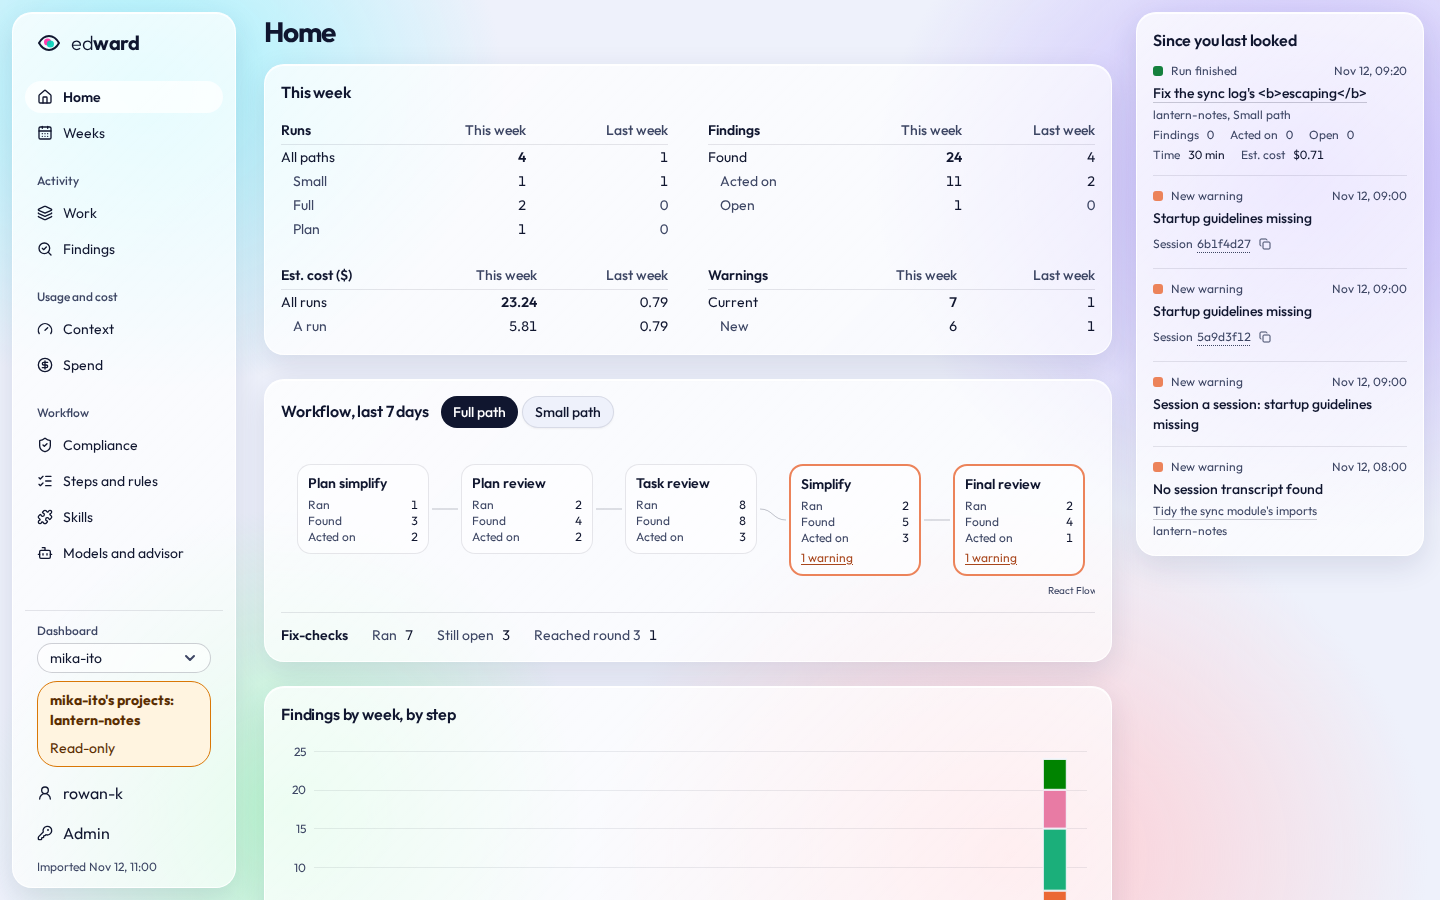 edward
Home
Weeks
Activity
Work
Findings
Usage and cost
Context
Spend
Workflow
Compliance
Steps and rules
Skills
Models and advisor
Dashboard
mika-ito
mika-ito's projects:
lantern-notes
Read-only
rowan-k
Admin
Imported Nov 12, 11:00
Home
This week
Runs This week Last week
All paths 4 1
Small 1 1
Full 2 0
Plan 1 0
Findings This week Last week
Found 24 4
Acted on 11 2
Open 1 0
Est. cost ($) This week Last week
All runs 23.24 0.79
A run 5.81 0.79
Warnings This week Last week
Current 7 1
New 6 1
Workflow, last 7 days Full path Small path
Plan simplify
Ran 1
Found 3
Acted on 2
Plan review
Ran 2
Found 4
Acted on 2
Task review
Ran 8
Found 8
Acted on 3
Simplify
Ran 2
Found 5
Acted on 3
1 warning
Final review
Ran 2
Found 4
Acted on 1
1 warning
React Flow
Fix-checks Ran 7 Still open 3 Reached round 3 1
Findings by week, by step
25
20
15
10
Since you last looked
Run finished Nov 12, 09:20
Fix the sync log's <b>escaping</b>
lantern-notes, Small path
Findings 0 Acted on 0 Open 0
Time 30 min Est. cost $0.71
New warning Nov 12, 09:00
Startup guidelines missing
Session 6b1f4d27
New warning Nov 12, 09:00
Startup guidelines missing
Session 5a9d3f12
New warning Nov 12, 09:00
Session a session: startup guidelines
missing
New warning Nov 12, 08:00
No session transcript found
Tidy the sync module's imports
lantern-notes